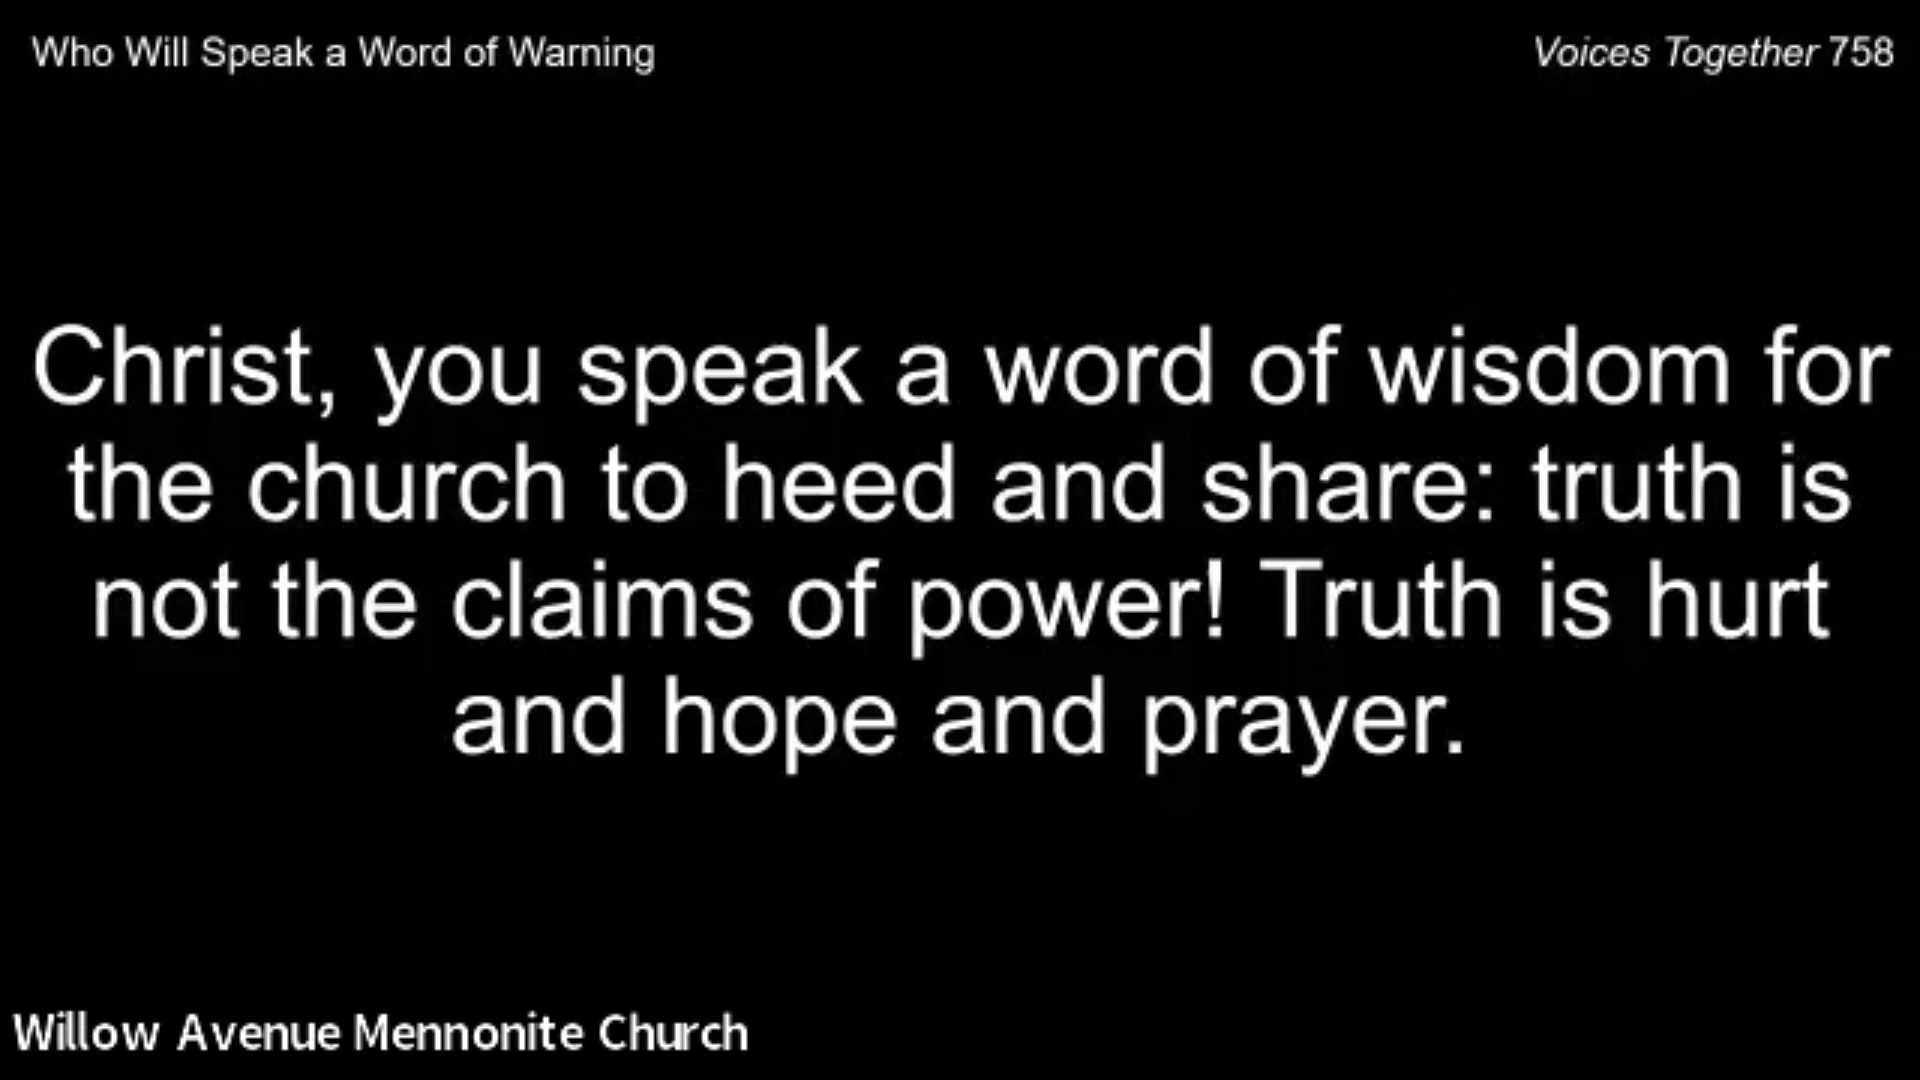 Who Will Speak a Word of Warning
Voices Together 758
Christ, you speak a word of wisdom for
the church to heed and share: truth is
not the claims of power! Truth is hurt
and hope and prayer.
Willow Avenue Mennonite Church